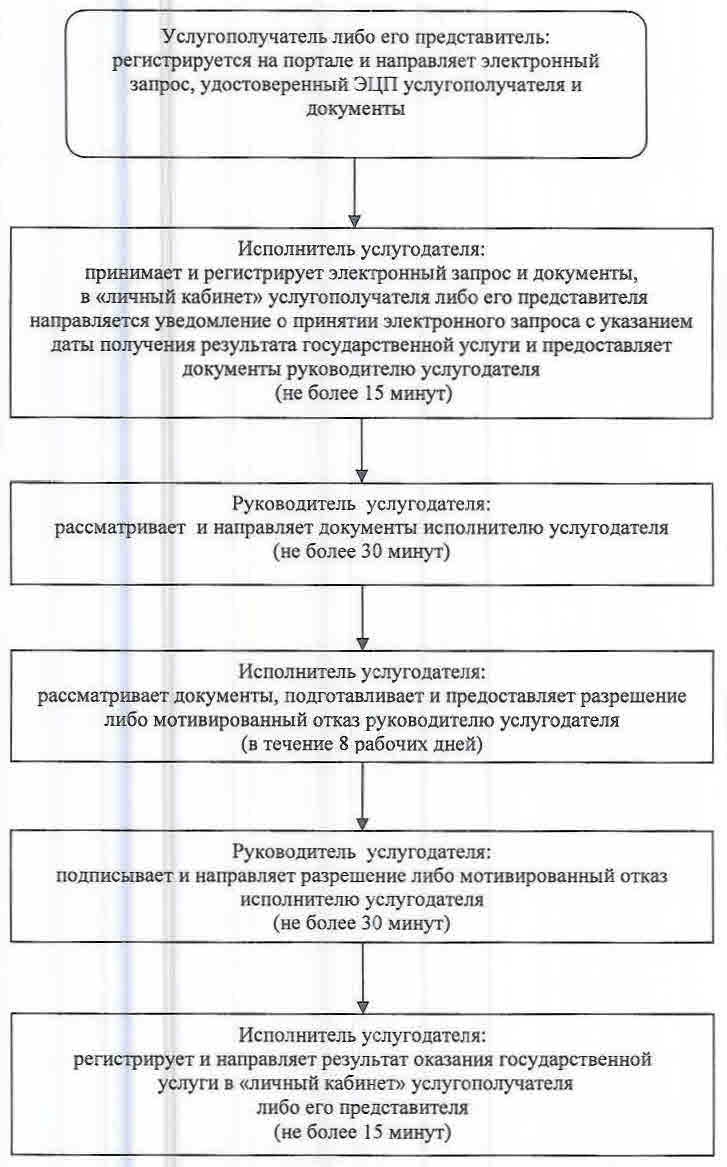 Услугополучатель либо его представитель:
регистрируется на портале и направляет электронный
запрос, удостоверенный ЭЦП услугополучателя и
документы
Исполнитель услугодателя:
принимает и регистрирует электронный запрос и документы,
в «личный кабинет» услугополучателя либо его представителя
направляется уведомление о принятии электронного запроса с указанием
даты получения результата государственной услуги и предоставляет
документы руководителю услугодателя
(не более 15 минут)
Руководитель услугодателя:
рассматривает и направляет документы исполнителю услугодателя
(не более 30 минут)
Исполнитель услугодателя:
рассматривает документы, подготавливает и предоставляет разрешение
либо мотивированный отказ руководителю услугодателя
(в течение 8 рабочих дней)
Руководитель услугодателя:
подписывает и направляет разрешение либо мотивированный отказ
исполнителю услугодателя
(не более 30 минут)
Исполнитель услугодателя:
регистрирует и направляет результат оказания государственной
услуги в «личный кабинет» услугополучателя
либо его представителя
(не более 15 минут)